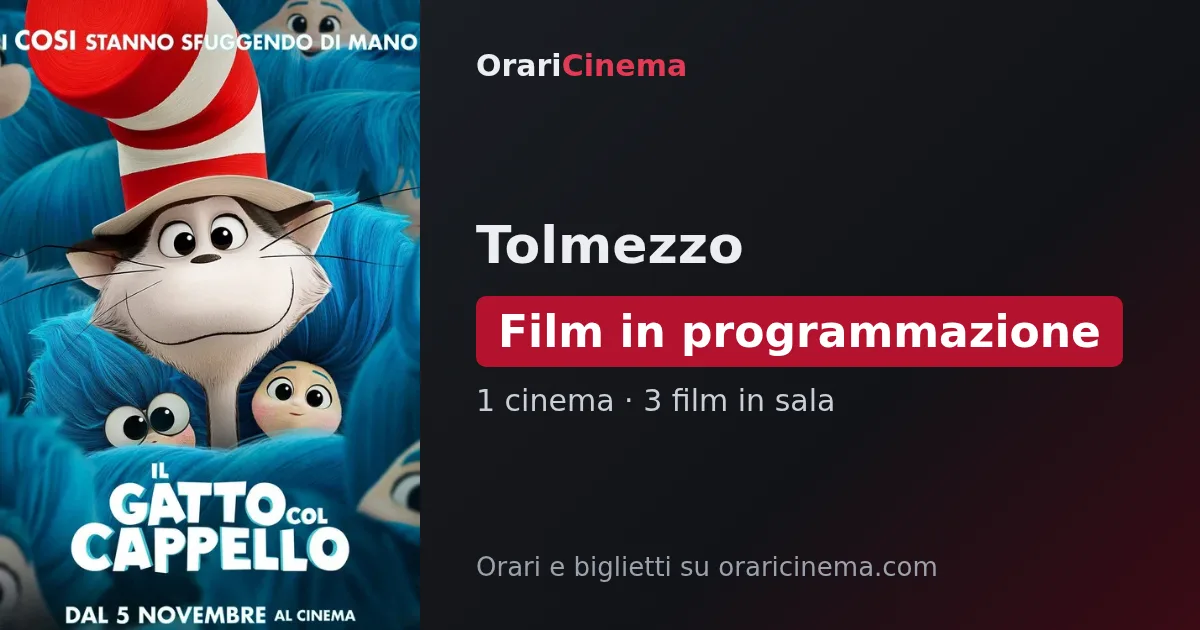 I COSI STANNO SFUGGENDO DI MANO
IL
GATTO COL
CAPPELLO
DAL 5 NOVEMBRE AL CINEMA
OrariCinema
Tolmezzo
Film in programmazione
1 cinema · 3 film in sala
Orari e biglietti su oraricinema.com